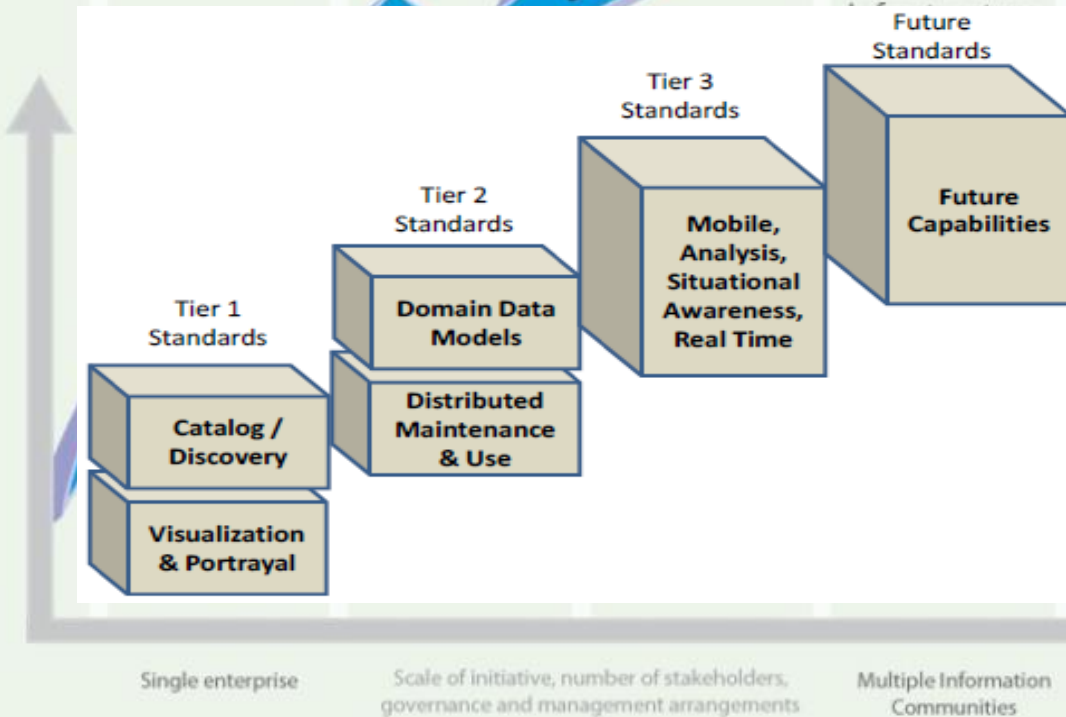 Future
Standards
Tier 3
Standards
Tier 2
Standards
Tier 1
Standards
Future
Capabilities
Mobile,
Analysis,
Situational
Awareness,
Real Time
Domain Data
Models
Distributed
Maintenance
& Use
Catalog /
Discovery
Visualization
& Portrayal
Single enterprise
Scale of initiative, number of stakeholders,
governance and management arrangements
Multiple Information
Communities